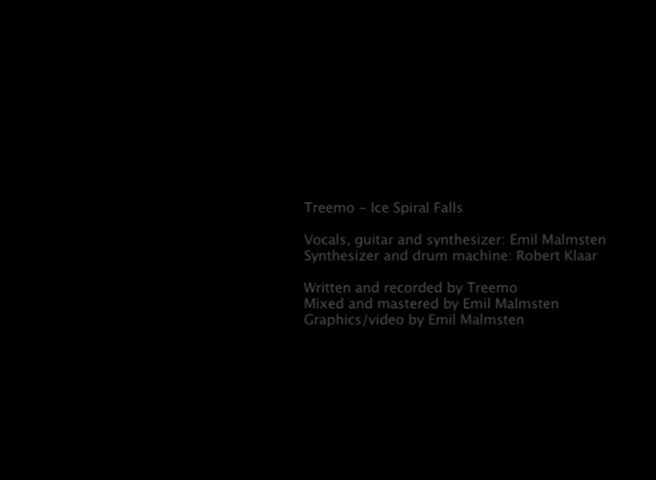 Treemo – Ice Spiral Falls
Vocals, guitar and synthesizer: Emil Malmsten
Synthesizer and drum machine: Robert Klaar
Written and recorded by Treemo
Mixed and mastered by Emil Malmsten
Graphics/video by Emil Malmsten